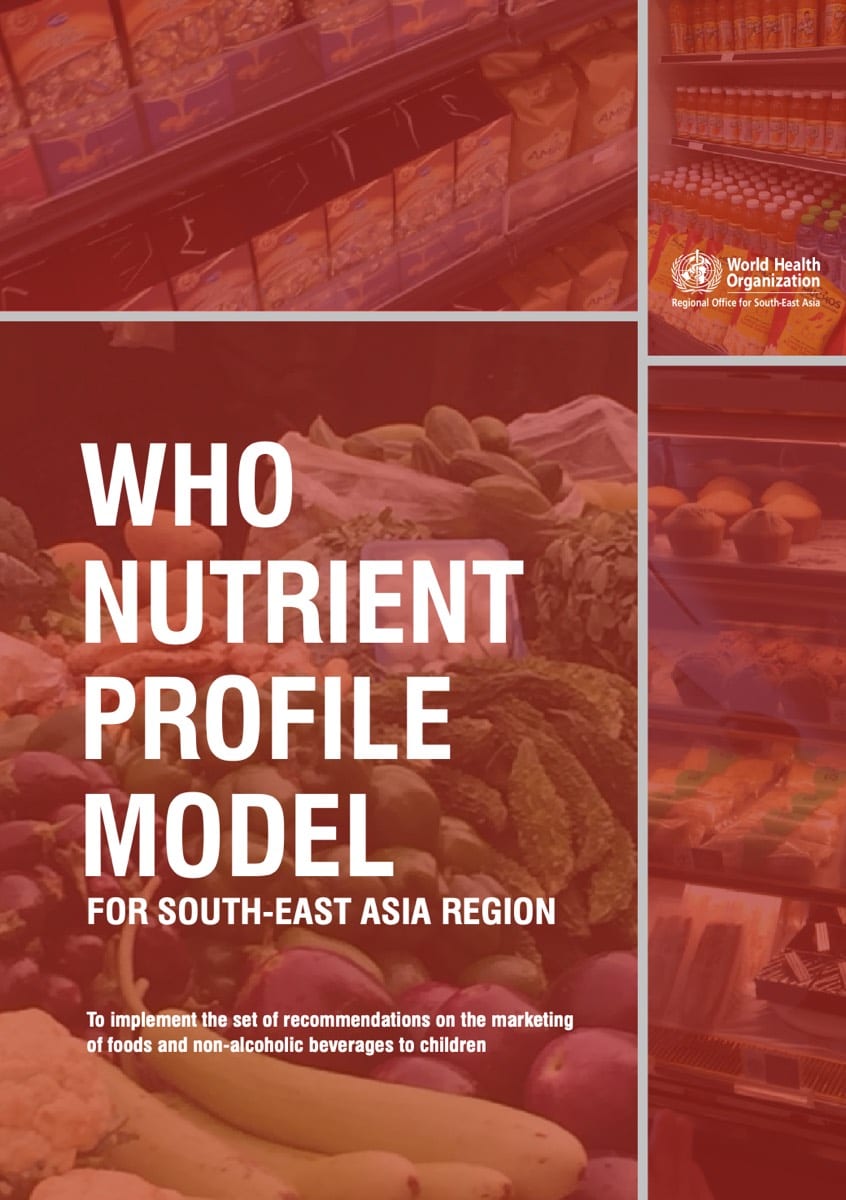 World Health
Organization
Regional Office for South-East Asia
WHO
NUTRIENT
PROFILE
MODEL
FOR SOUTH-EAST ASIA REGION
To implement the set of recommendations on the marketing
of foods and non-alcoholic beverages to children